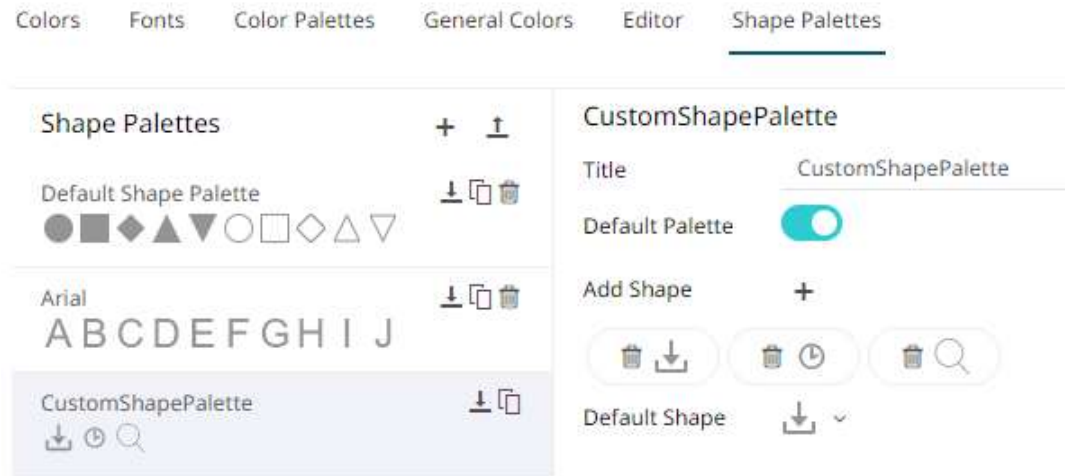 Colors Fonts Color Palettes General Colors Editor Shape Palettes
Shape Palettes
Default Shape Palette
Arial
A B C D E F G H I J
CustomShapePalette
CustomShapePalette
Title CustomShapePalette
Default Palette
Add Shape
Default Shape